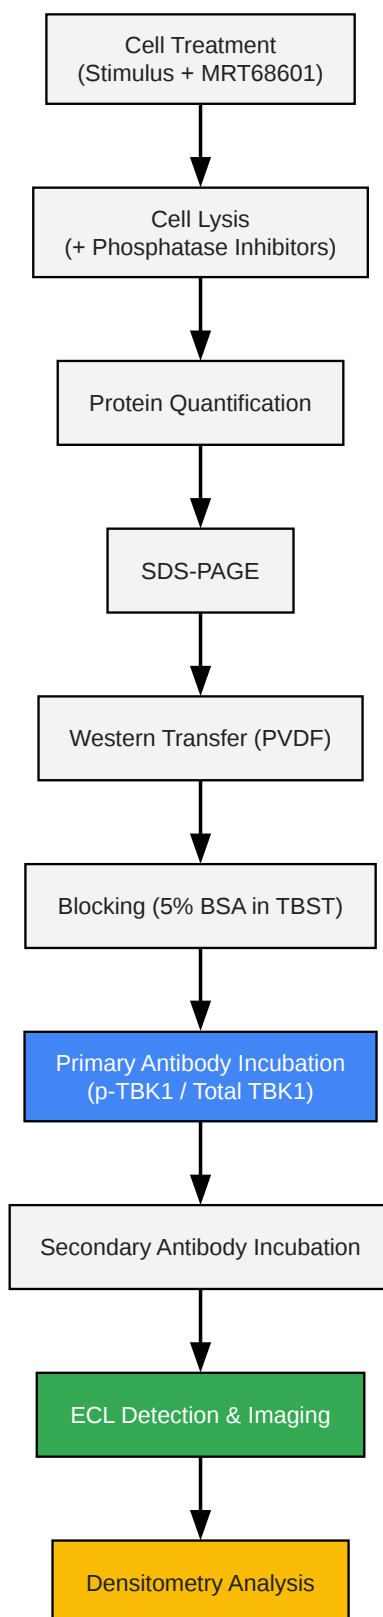 Cell Treatment
(Stimulus + MRT68601)
Cell Lysis
(+ Phosphatase Inhibitors)
Protein Quantification
SDS-PAGE
Western Transfer (PVDF)
Blocking (5% BSA in TBST)
Primary Antibody Incubation
(p-TBK1 / Total TBK1)
Secondary Antibody Incubation
ECL Detection & Imaging
Densitometry Analysis